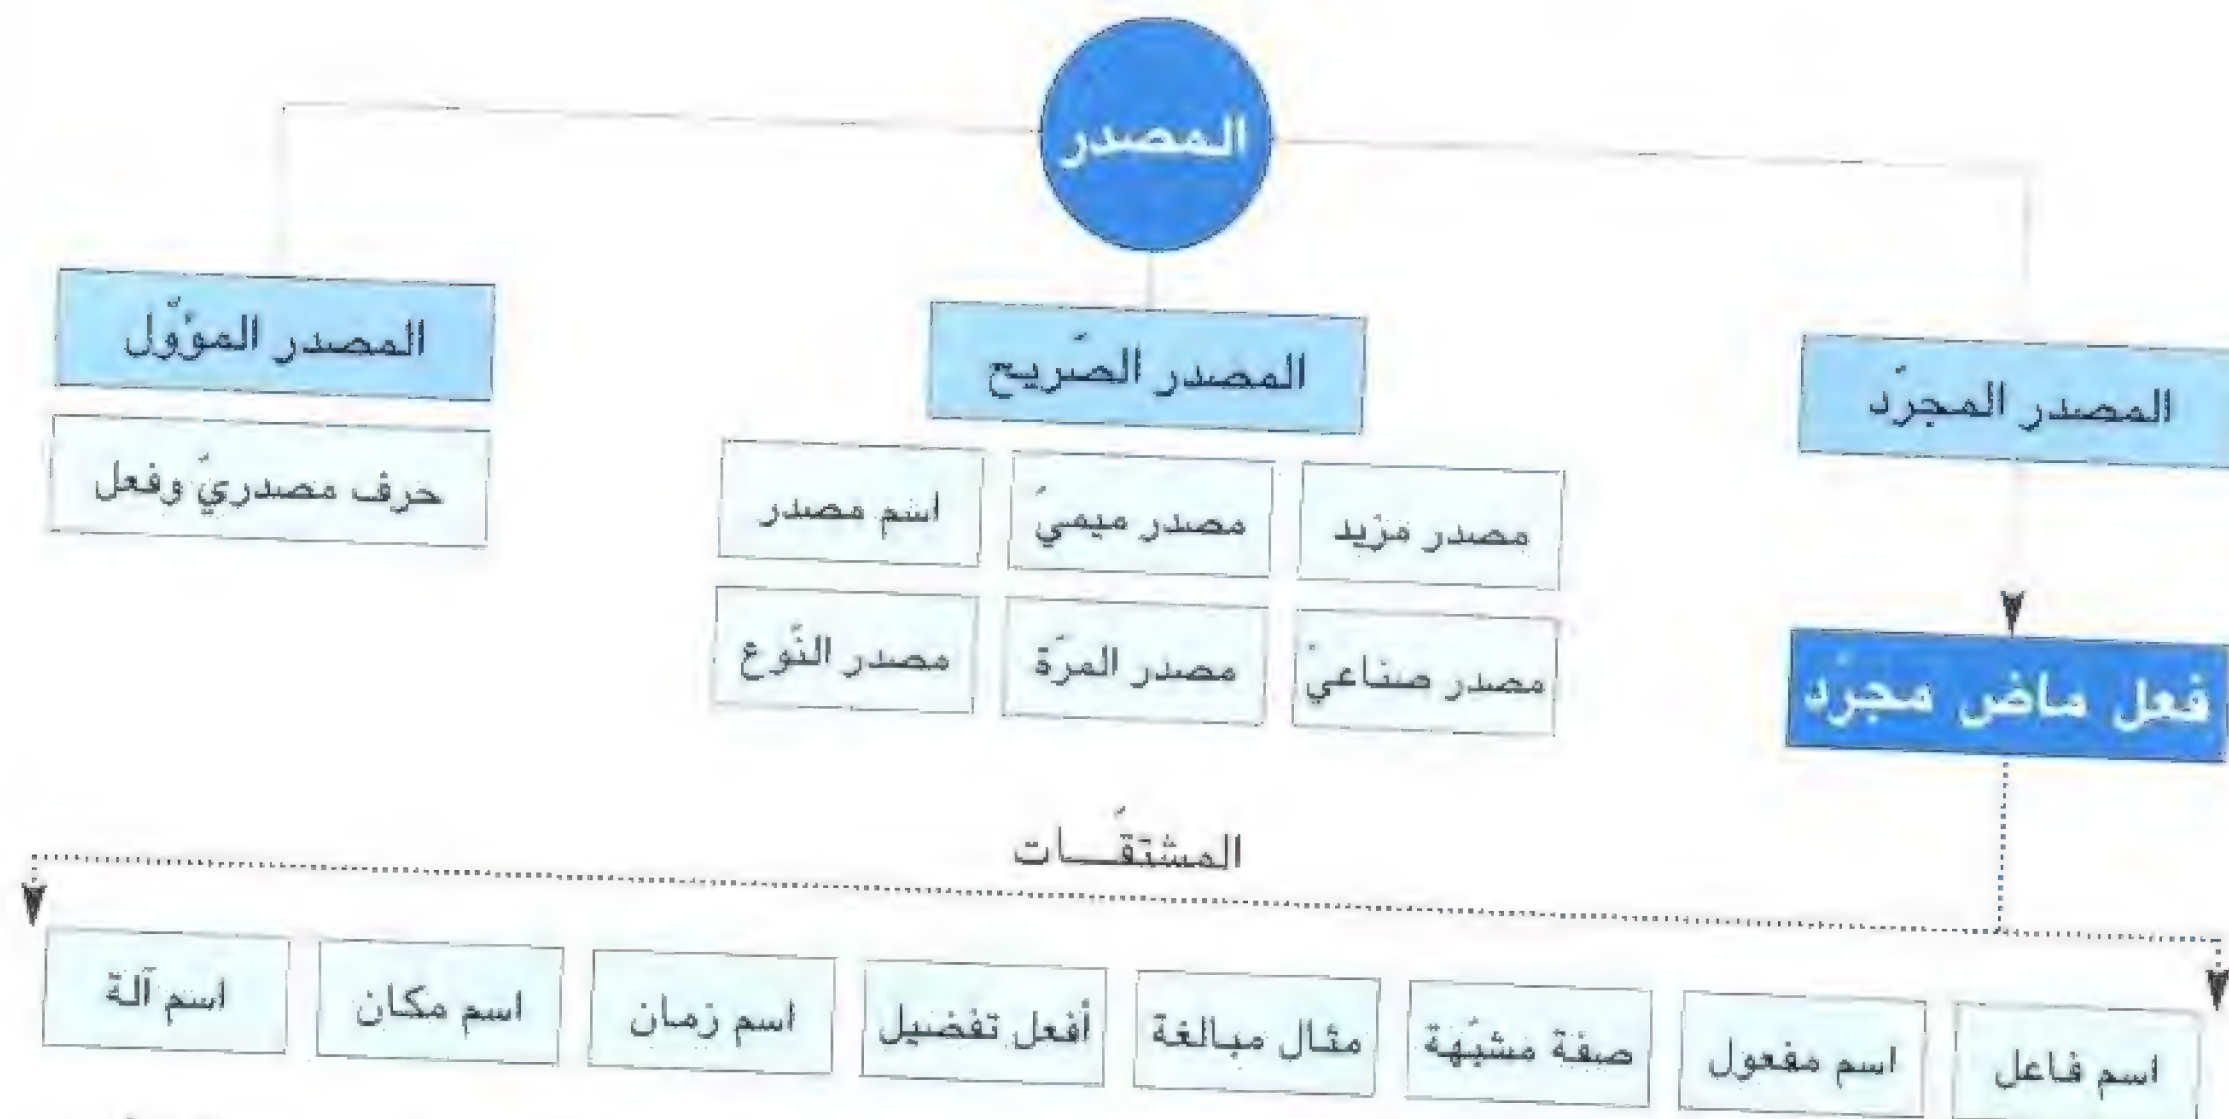 المصدر
المصدر المجرّد
المصدر الصّريح
المصدر المؤوّل
مصدر مزيد
مصدر ميميّ
اسم مصدر
حرف مصدريّ وفعل
مصدر صناعيّ
مصدر المرّة
مصدر النّوع
فعل ماض مجرّد
المشتقّـات
اسم فاعل
اسم مفعول
صفة مشبّهة
مثال مبالغة
أفعل تفضيل
اسم زمان
اسم مكان
اسم آلة